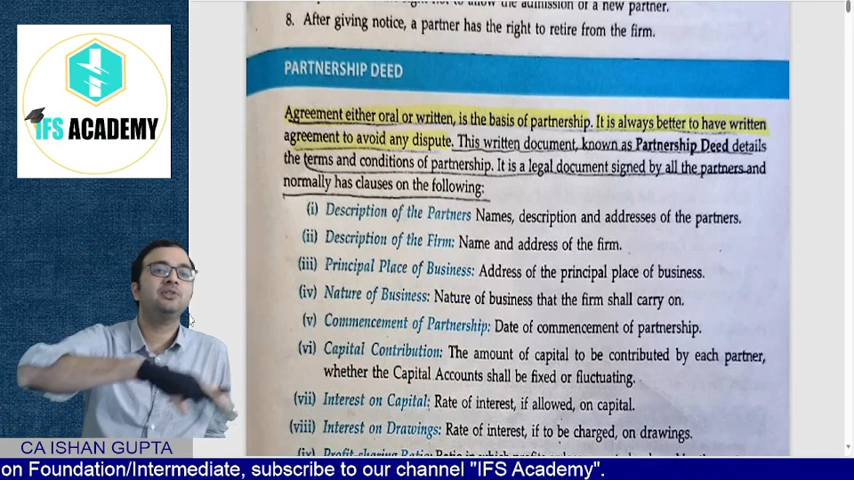 8. After giving notice, a partner has the right to retire from the firm.
PARTNERSHIP DEED
Agreement either oral or written, is the basis of partnership. It is always better to have written
agreement to avoid any dispute. This written document, known as Partnership Deed details
the terms and conditions of partnership. It is a legal document signed by all the partners and
normally has clauses on the following:
(i) Description of the Partners Names, description and addresses of the partners.
(ii) Description of the Firm: Name and address of the firm.
(iii) Principal Place of Business: Address of the principal place of business.
(iv) Nature of Business: Nature of business that the firm shall carry on.
(v) Commencement of Partnership: Date of commencement of partnership.
(vi) Capital Contribution: The amount of capital to be contributed by each partner,
whether the Capital Accounts shall be fixed or fluctuating.
(vii) Interest on Capital: Rate of interest, if allowed, on capital.
(viii) Interest on Drawings: Rate of interest, if to be charged, on drawings.
IFS ACADEMY
CA ISHAN GUPTA
on Foundation/Intermediate, subscribe to our channel "IFS Academy".